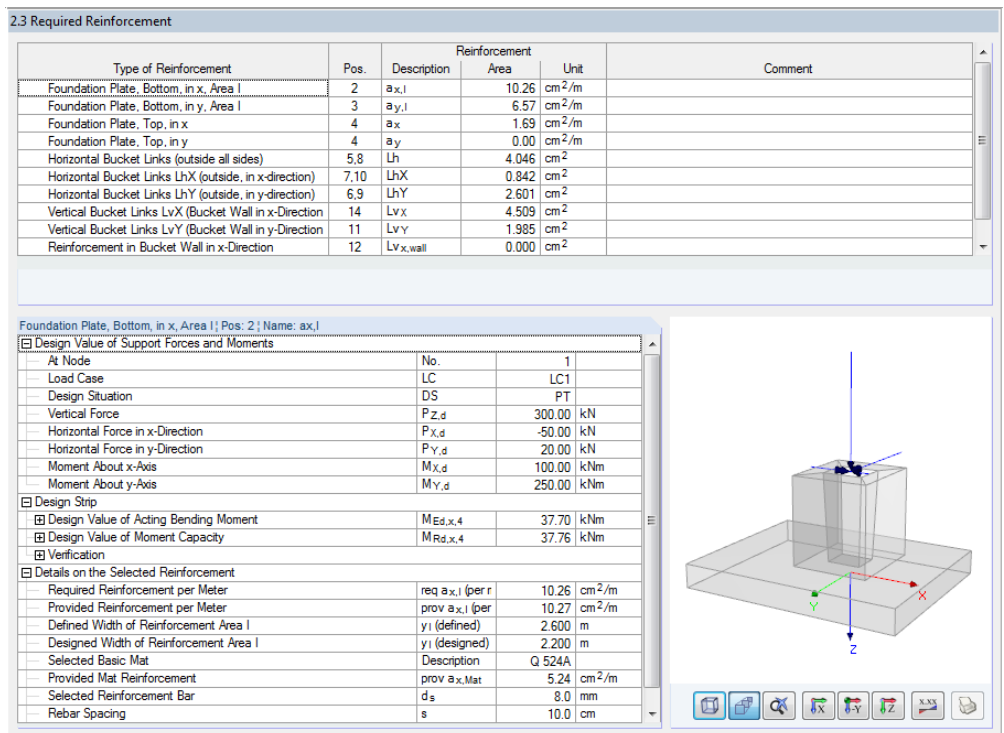 2.3 Required Reinforcement
Reinforcement
Type of Reinforcement Pos. Description Area Unit Comment
Foundation Plate, Bottom, in x, Area I 2 ax,I 10.26 cm²/m
Foundation Plate, Bottom, in y, Area I 3 ay,I 6.57 cm²/m
Foundation Plate, Top, in x 4 ax 1.69 cm²/m
Foundation Plate, Top, in y 4 ay 0.00 cm²/m
Horizontal Bucket Links (outside all sides) 5,8 Lh 4.046 cm²
Horizontal Bucket Links LhX (outside, in x-direction) 7,10 LhX 0.842 cm²
Horizontal Bucket Links LhY (outside, in y-direction) 6,9 LhY 2.601 cm²
Vertical Bucket Links LvX (Bucket Wall in x-Direction 14 LvX 4.509 cm²
Vertical Bucket Links LvY (Bucket Wall in y-Direction 11 LvY 1.985 cm²
Reinforcement in Bucket Wall in x-Direction 12 Lvx,wall 0.000 cm²
Foundation Plate, Bottom, in x, Area I ¦ Pos: 2 ¦ Name: ax,I
Design Value of Support Forces and Moments
At Node No. 1
Load Case LC LC1
Design Situation DS PT
Vertical Force PZ,d 300.00 kN
Horizontal Force in x-Direction PX,d -50.00 kN
Horizontal Force in y-Direction PY,d 20.00 kN
Moment About x-Axis MX,d 100.00 kNm
Moment About y-Axis MY,d 250.00 kNm
Design Strip
Design Value of Acting Bending Moment MEd,x,4 37.70 kNm
Design Value of Moment Capacity MRd,x,4 37.76 kNm
Verification
Details on the Selected Reinforcement
Required Reinforcement per Meter req ax,I (per r 10.26 cm²/m
Provided Reinforcement per Meter prov ax,I (per 10.27 cm²/m
Defined Width of Reinforcement Area I yI (defined) 2.600 m
Designed Width of Reinforcement Area I yI (designed) 2.200 m
Selected Basic Mat Description Q 524A
Provided Mat Reinforcement prov ax,Mat 5.24 cm²/m
Selected Reinforcement Bar ds 8.0 mm
Rebar Spacing s 10.0 cm
X
Y
Z
X -Y Z x.xx